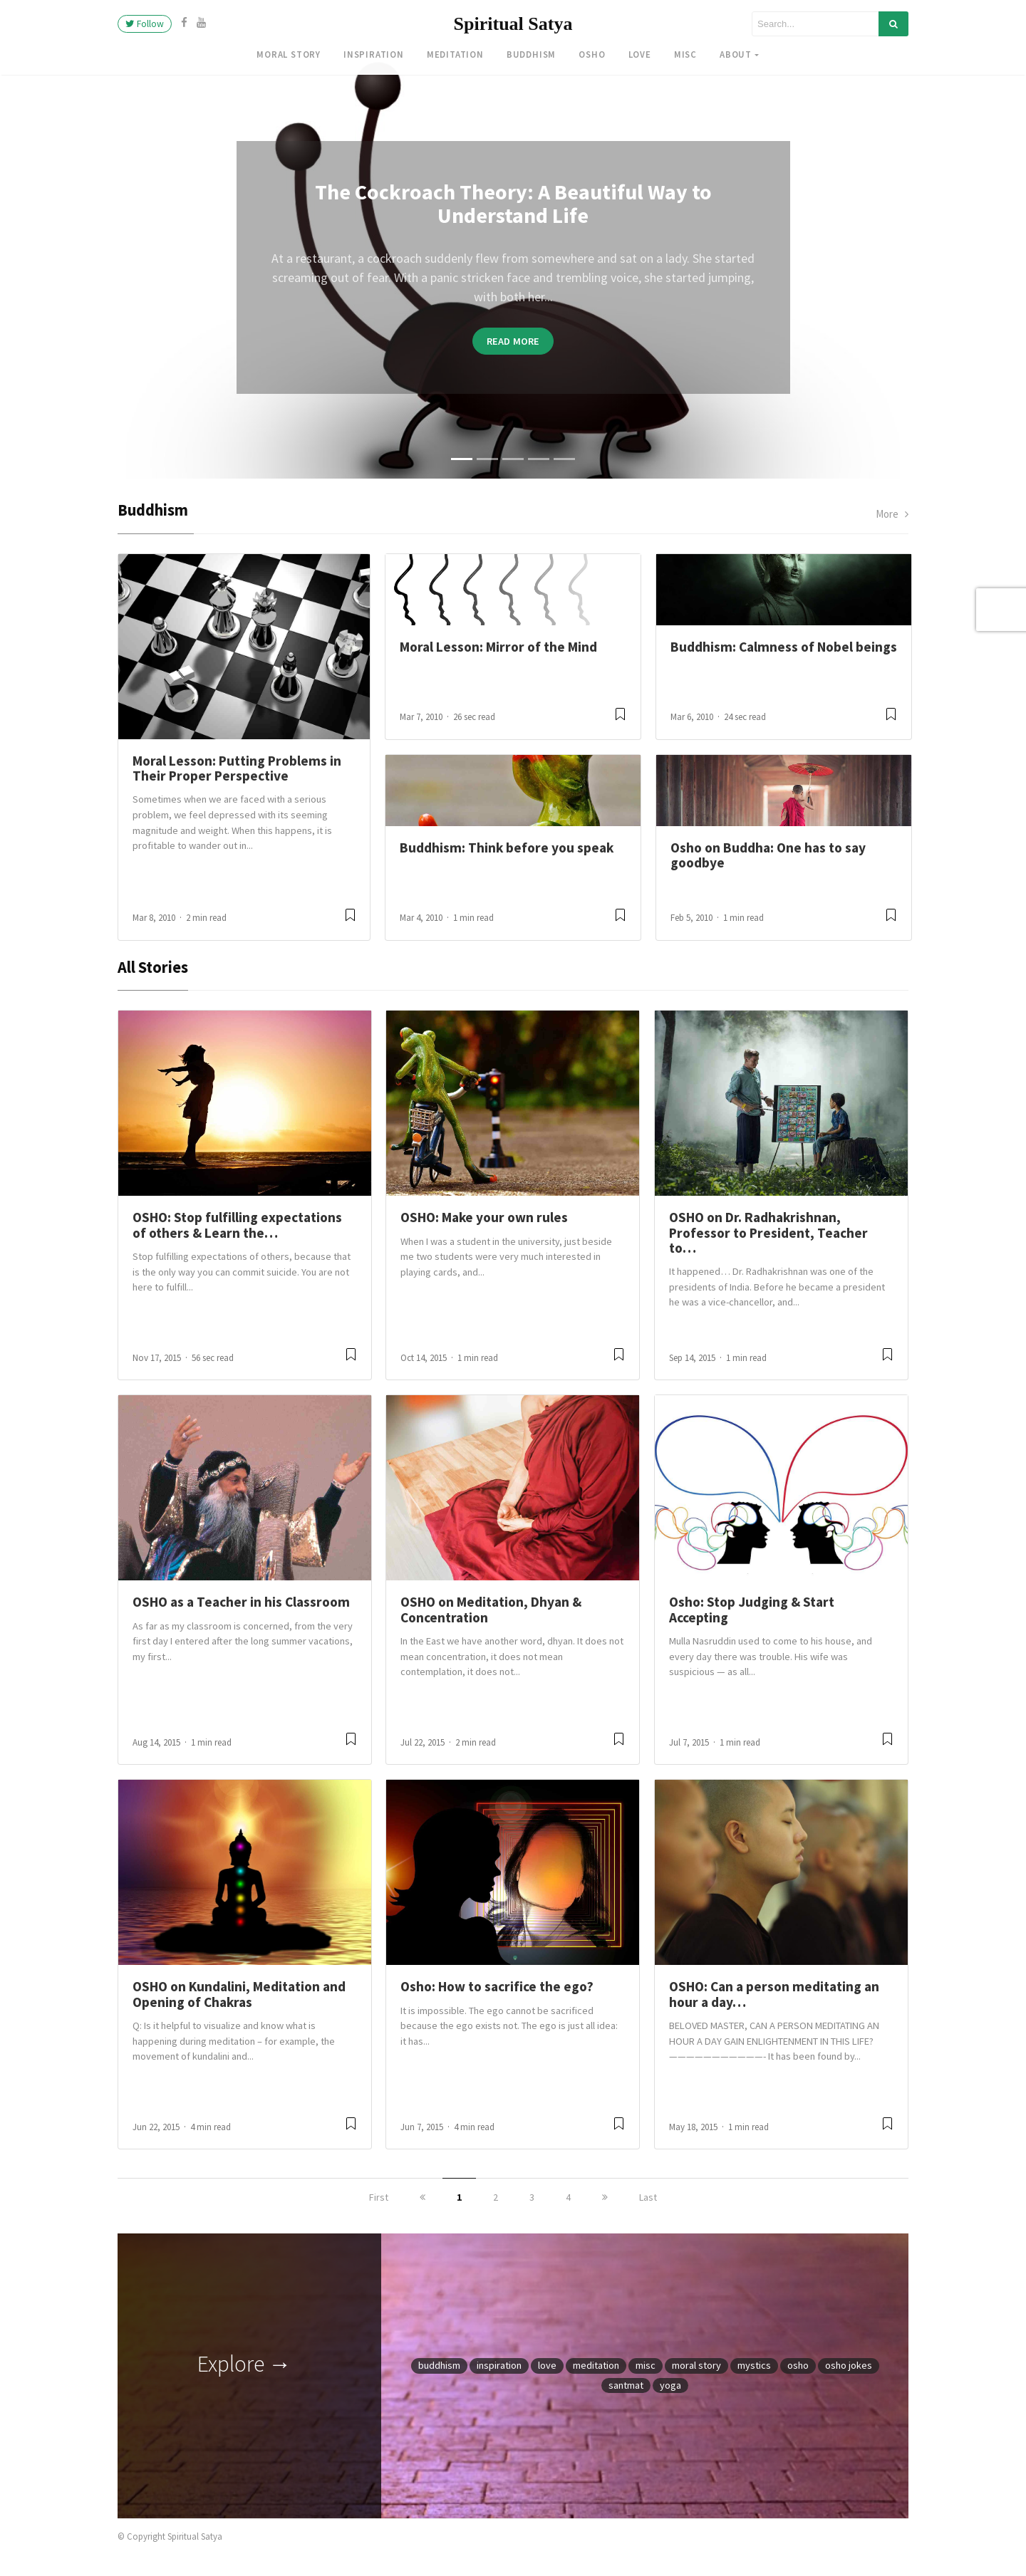 Follow
Spiritual Satya
Search...
MORAL STORY INSPIRATION MEDITATION BUDDHISM OSHO LOVE MISC ABOUT
The Cockroach Theory: A Beautiful Way to
Understand Life
At a restaurant, a cockroach suddenly flew from somewhere and sat on a lady. She started
screaming out of fear. With a panic stricken face and trembling voice, she started jumping,
with both her...
READ MORE
Buddhism
More
Moral Lesson: Putting Problems in
Their Proper Perspective
Sometimes when we are faced with a serious
problem, we feel depressed with its seeming
magnitude and weight. When this happens, it is
profitable to wander out in...
Mar 8, 2010 · 2 min read
Moral Lesson: Mirror of the Mind
Mar 7, 2010 · 26 sec read
Buddhism: Calmness of Nobel beings
Mar 6, 2010 · 24 sec read
Buddhism: Think before you speak
Mar 4, 2010 · 1 min read
Osho on Buddha: One has to say
goodbye
Feb 5, 2010 · 1 min read
All Stories
OSHO: Stop fulfilling expectations
of others & Learn the…
Stop fulfilling expectations of others, because that
is the only way you can commit suicide. You are not
here to fulfill...
Nov 17, 2015 · 56 sec read
OSHO: Make your own rules
When I was a student in the university, just beside
me two students were very much interested in
playing cards, and...
Oct 14, 2015 · 1 min read
OSHO on Dr. Radhakrishnan,
Professor to President, Teacher
to…
It happened… Dr. Radhakrishnan was one of the
presidents of India. Before he became a president
he was a vice-chancellor, and...
Sep 14, 2015 · 1 min read
OSHO as a Teacher in his Classroom
As far as my classroom is concerned, from the very
first day I entered after the long summer vacations,
my first...
Aug 14, 2015 · 1 min read
OSHO on Meditation, Dhyan &
Concentration
In the East we have another word, dhyan. It does not
mean concentration, it does not mean
contemplation, it does not...
Jul 22, 2015 · 2 min read
Osho: Stop Judging & Start
Accepting
Mulla Nasruddin used to come to his house, and
every day there was trouble. His wife was
suspicious — as all...
Jul 7, 2015 · 1 min read
OSHO on Kundalini, Meditation and
Opening of Chakras
Q: Is it helpful to visualize and know what is
happening during meditation – for example, the
movement of kundalini and...
Jun 22, 2015 · 4 min read
Osho: How to sacrifice the ego?
It is impossible. The ego cannot be sacrificed
because the ego exists not. The ego is just all idea:
it has...
Jun 7, 2015 · 4 min read
OSHO: Can a person meditating an
hour a day…
BELOVED MASTER, CAN A PERSON MEDITATING AN
HOUR A DAY GAIN ENLIGHTENMENT IN THIS LIFE?
———————————- It has been found by...
May 18, 2015 · 1 min read
First « 1 2 3 4 » Last
Explore →
buddhism inspiration love meditation misc moral story mystics osho osho jokes
santmat yoga
© Copyright Spiritual Satya